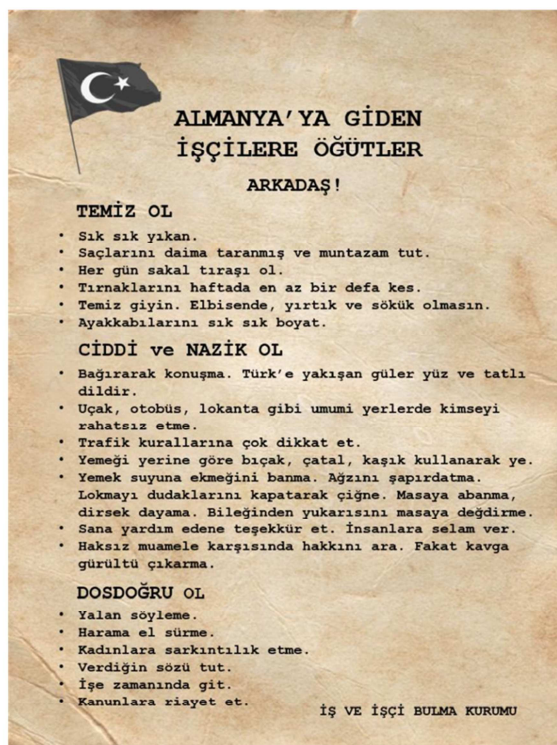 ALMANYA'YA GİDEN
İŞÇİLERE ÖĞÜTLER
ARKADAŞ!
TEMİZ OL
• Sık sık yıkan.
• Saçlarını daima taranmış ve muntazam tut.
• Her gün sakal tıraşı ol.
• Tırnaklarını haftada en az bir defa kes.
• Temiz giyin. Elbisende, yırtık ve sökük olmasın.
• Ayakkabılarını sık sık boyat.
CİDDİ ve NAZİK OL
• Bağırarak konuşma. Türk'e yakışan güler yüz ve tatlı
dildir.
• Uçak, otobüs, lokanta gibi umumi yerlerde kimseyi
rahatsız etme.
• Trafik kurallarına çok dikkat et.
• Yemeği yerine göre bıçak, çatal, kaşık kullanarak ye.
• Yemek suyuna ekmeğini banma. Ağzını şapırdatma.
Lokmayı dudaklarını kapatarak çiğne. Masaya abanma,
dirsek dayama. Bileğinden yukarısını masaya değdirme.
• Sana yardım edene teşekkür et. İnsanlara selam ver.
• Haksız muamele karşısında hakkını ara. Fakat kavga
gürültü çıkarma.
DOSDOĞRU OL
• Yalan söyleme.
• Harama el sürme.
• Kadınlara sarkıntılık etme.
• Verdiğin sözü tut.
• İşe zamanında git.
• Kanunlara riayet et.
İŞ VE İŞÇİ BULMA KURUMU